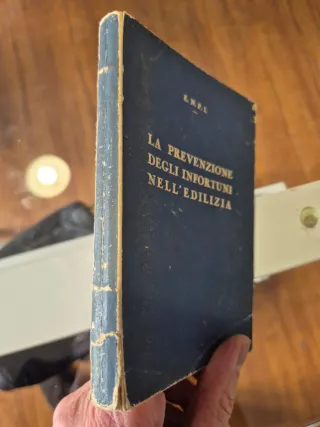 E.N.P.I.
LA PREVENZIONE
DEGLI INFORTUNI
NELL'EDILIZIA